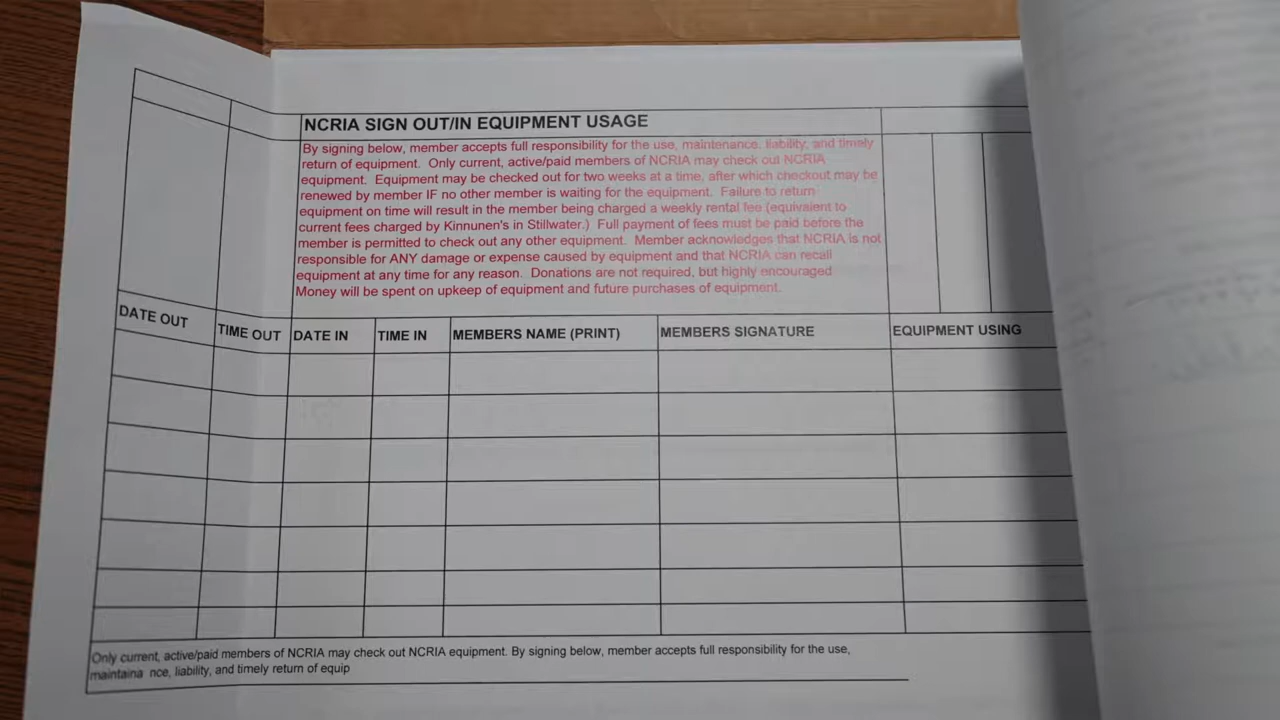 NCRIA SIGN OUT/IN EQUIPMENT USAGE
By signing below, member accepts full responsibility for the use, maintenance, liability, and timely
return of equipment. Only current, active/paid members of NCRIA may check out NCRIA
equipment. Equipment may be checked out for two weeks at a time, after which checkout may be
renewed by member IF no other member is waiting for the equipment. Failure to return
equipment on time will result in the member being charged a weekly rental fee (equivalent to
current fees charged by Kinnunen's in Stillwater.) Full payment of fees must be paid before the
member is permitted to check out any other equipment. Member acknowledges that NCRIA is not
responsible for ANY damage or expense caused by equipment and that NCRIA can recall
equipment at any time for any reason. Donations are not required, but highly encouraged
Money will be spent on upkeep of equipment and future purchases of equipment.
DATE OUT TIME OUT DATE IN TIME IN MEMBERS NAME (PRINT) MEMBERS SIGNATURE EQUIPMENT USING
Only current, active/paid members of NCRIA may check out NCRIA equipment. By signing below, member accepts full responsibility for the use,
maintaina nce, liability, and timely return of equip